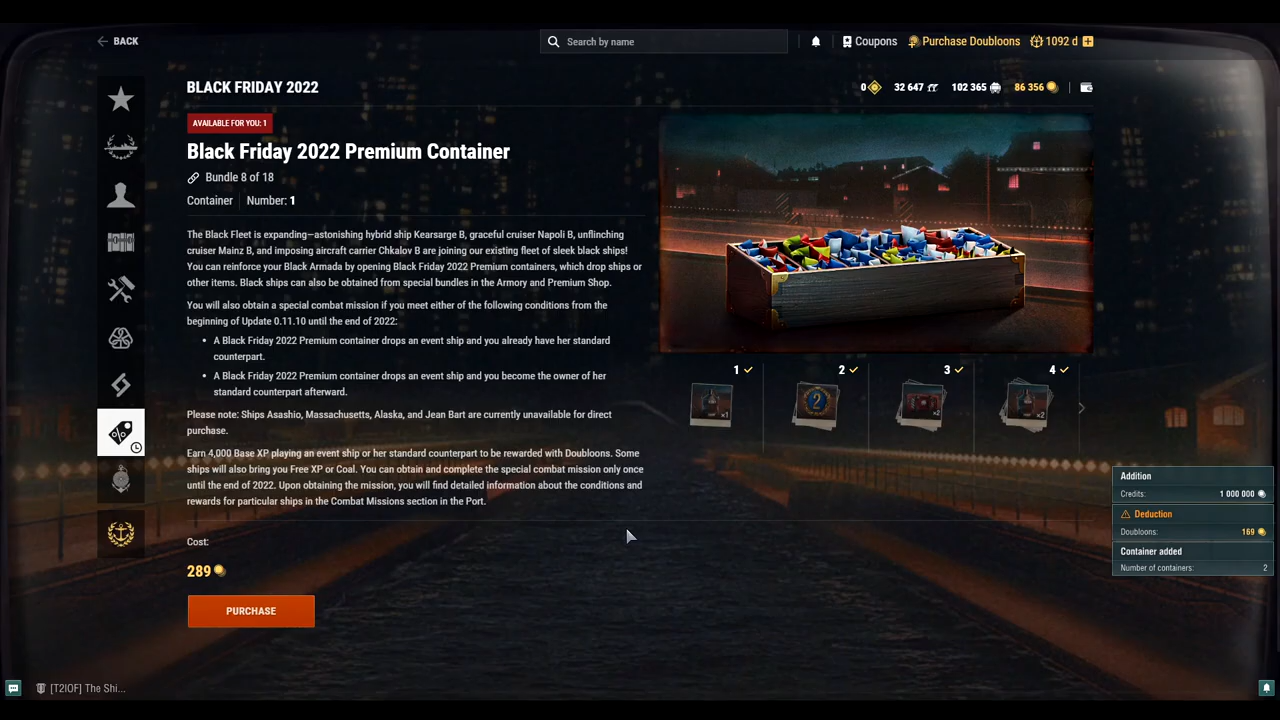 BACK
Search by name
Coupons
Purchase Doubloons
1092 d
BLACK FRIDAY 2022
0
32 647
102 365
86 356
AVAILABLE FOR YOU: 1
Black Friday 2022 Premium Container
Bundle 8 of 18
Container
Number: 1
The Black Fleet is expanding—astonishing hybrid ship Kearsarge B, graceful cruiser Napoli B, unflinching
cruiser Mainz B, and imposing aircraft carrier Chkalov B are joining our existing fleet of sleek black ships!
You can reinforce your Black Armada by opening Black Friday 2022 Premium containers, which drop ships or
other items. Black ships can also be obtained from special bundles in the Armory and Premium Shop.
You will also obtain a special combat mission if you meet either of the following conditions from the
beginning of Update 0.11.10 until the end of 2022:
• A Black Friday 2022 Premium container drops an event ship and you already have her standard
counterpart.
• A Black Friday 2022 Premium container drops an event ship and you become the owner of her
standard counterpart afterward.
Please note: Ships Asashio, Massachusetts, Alaska, and Jean Bart are currently unavailable for direct
purchase.
Earn 4,000 Base XP playing an event ship or her standard counterpart to be rewarded with Doubloons. Some
ships will also bring you Free XP or Coal. You can obtain and complete the special combat mission only once
until the end of 2022. Upon obtaining the mission, you will find detailed information about the conditions and
rewards for particular ships in the Combat Missions section in the Port.
Cost:
289
PURCHASE
1
2
3
4
x1
2
x2
x2
Addition
Credits: 1 000 000
Deduction
Doubloons: 169
Container added
Number of containers: 2
[T2IOF] The Shi...